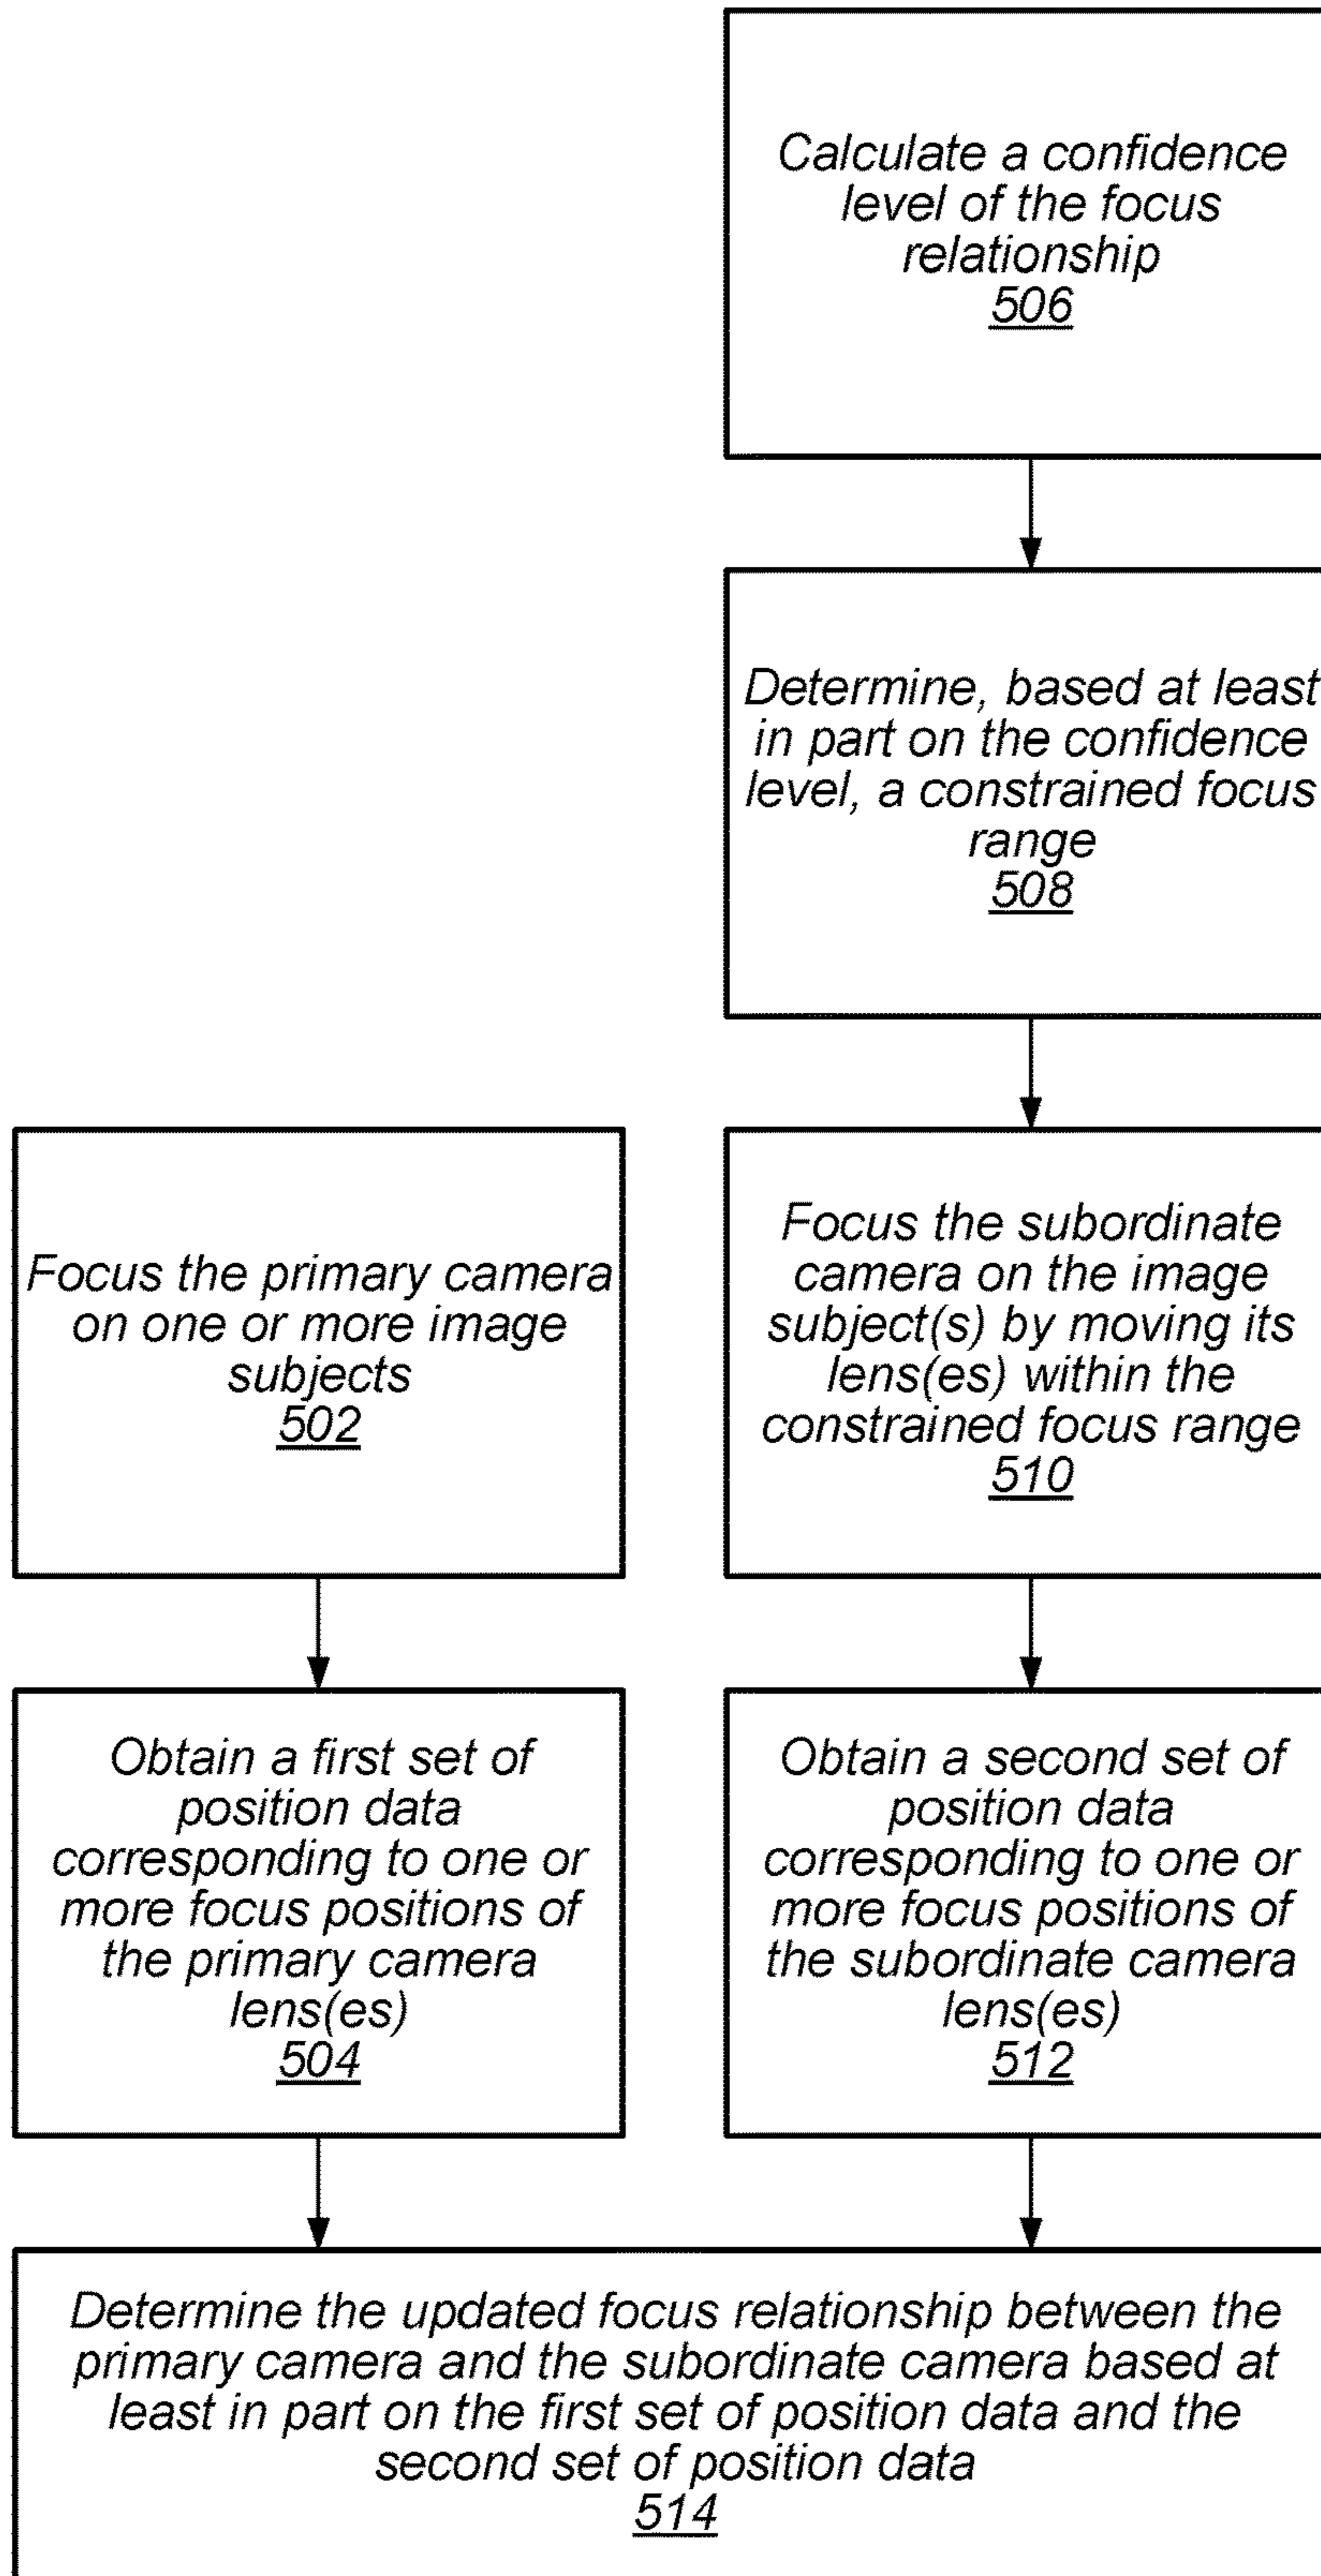 Calculate a confidence
level of the focus
relationship
506
Determine, based at least
in part on the confidence
level, a constrained focus
range
508
Focus the primary camera
on one or more image
subjects
502
Focus the subordinate
camera on the image
subject(s) by moving its
lens(es) within the
constrained focus range
510
Obtain a first set of
position data
corresponding to one or
more focus positions of
the primary camera
lens(es)
504
Obtain a second set of
position data
corresponding to one or
more focus positions of
the subordinate camera
lens(es)
512
Determine the updated focus relationship between the
primary camera and the subordinate camera based at
least in part on the first set of position data and the
second set of position data
514